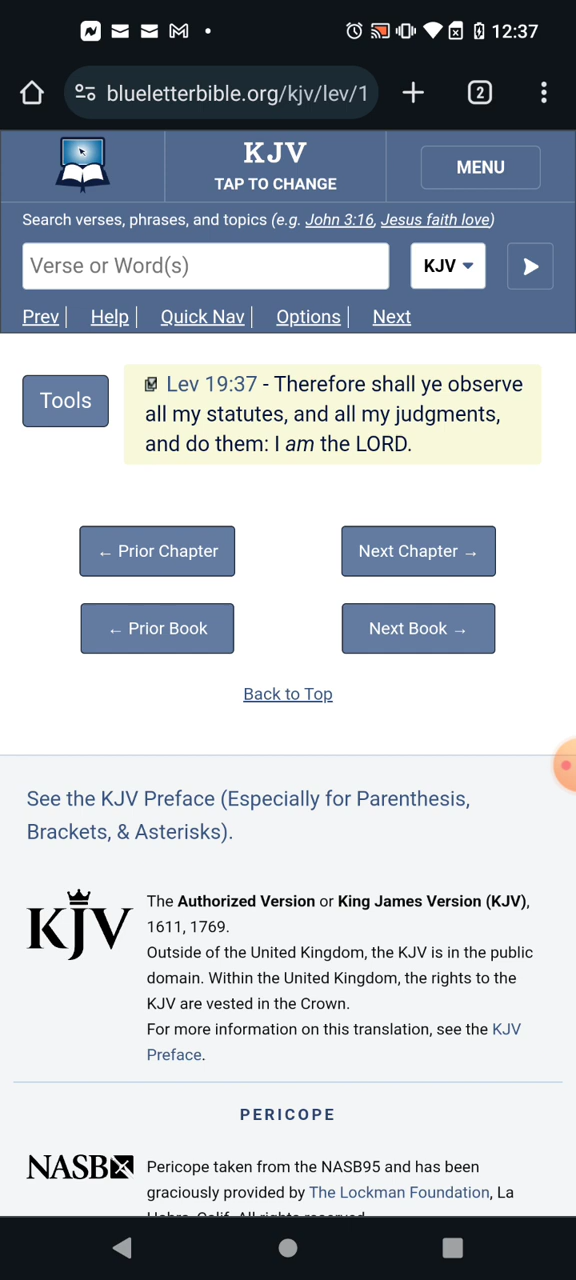 12:37
blueletterbible.org/kjv/lev/1
2
KJV
TAP TO CHANGE
MENU
Search verses, phrases, and topics (e.g. John 3:16, Jesus faith love)
Verse or Word(s)
KJV
Prev | Help | Quick Nav | Options | Next
Tools
Lev 19:37 - Therefore shall ye observe
all my statutes, and all my judgments,
and do them: I am the LORD.
← Prior Chapter
Next Chapter →
← Prior Book
Next Book →
Back to Top
See the KJV Preface (Especially for Parenthesis,
Brackets, & Asterisks).
KJV
The Authorized Version or King James Version (KJV),
1611, 1769.
Outside of the United Kingdom, the KJV is in the public
domain. Within the United Kingdom, the rights to the
KJV are vested in the Crown.
For more information on this translation, see the KJV
Preface.
PERICOPE
NASB
Pericope taken from the NASB95 and has been
graciously provided by The Lockman Foundation, La
Habra, Calif. All rights reserved